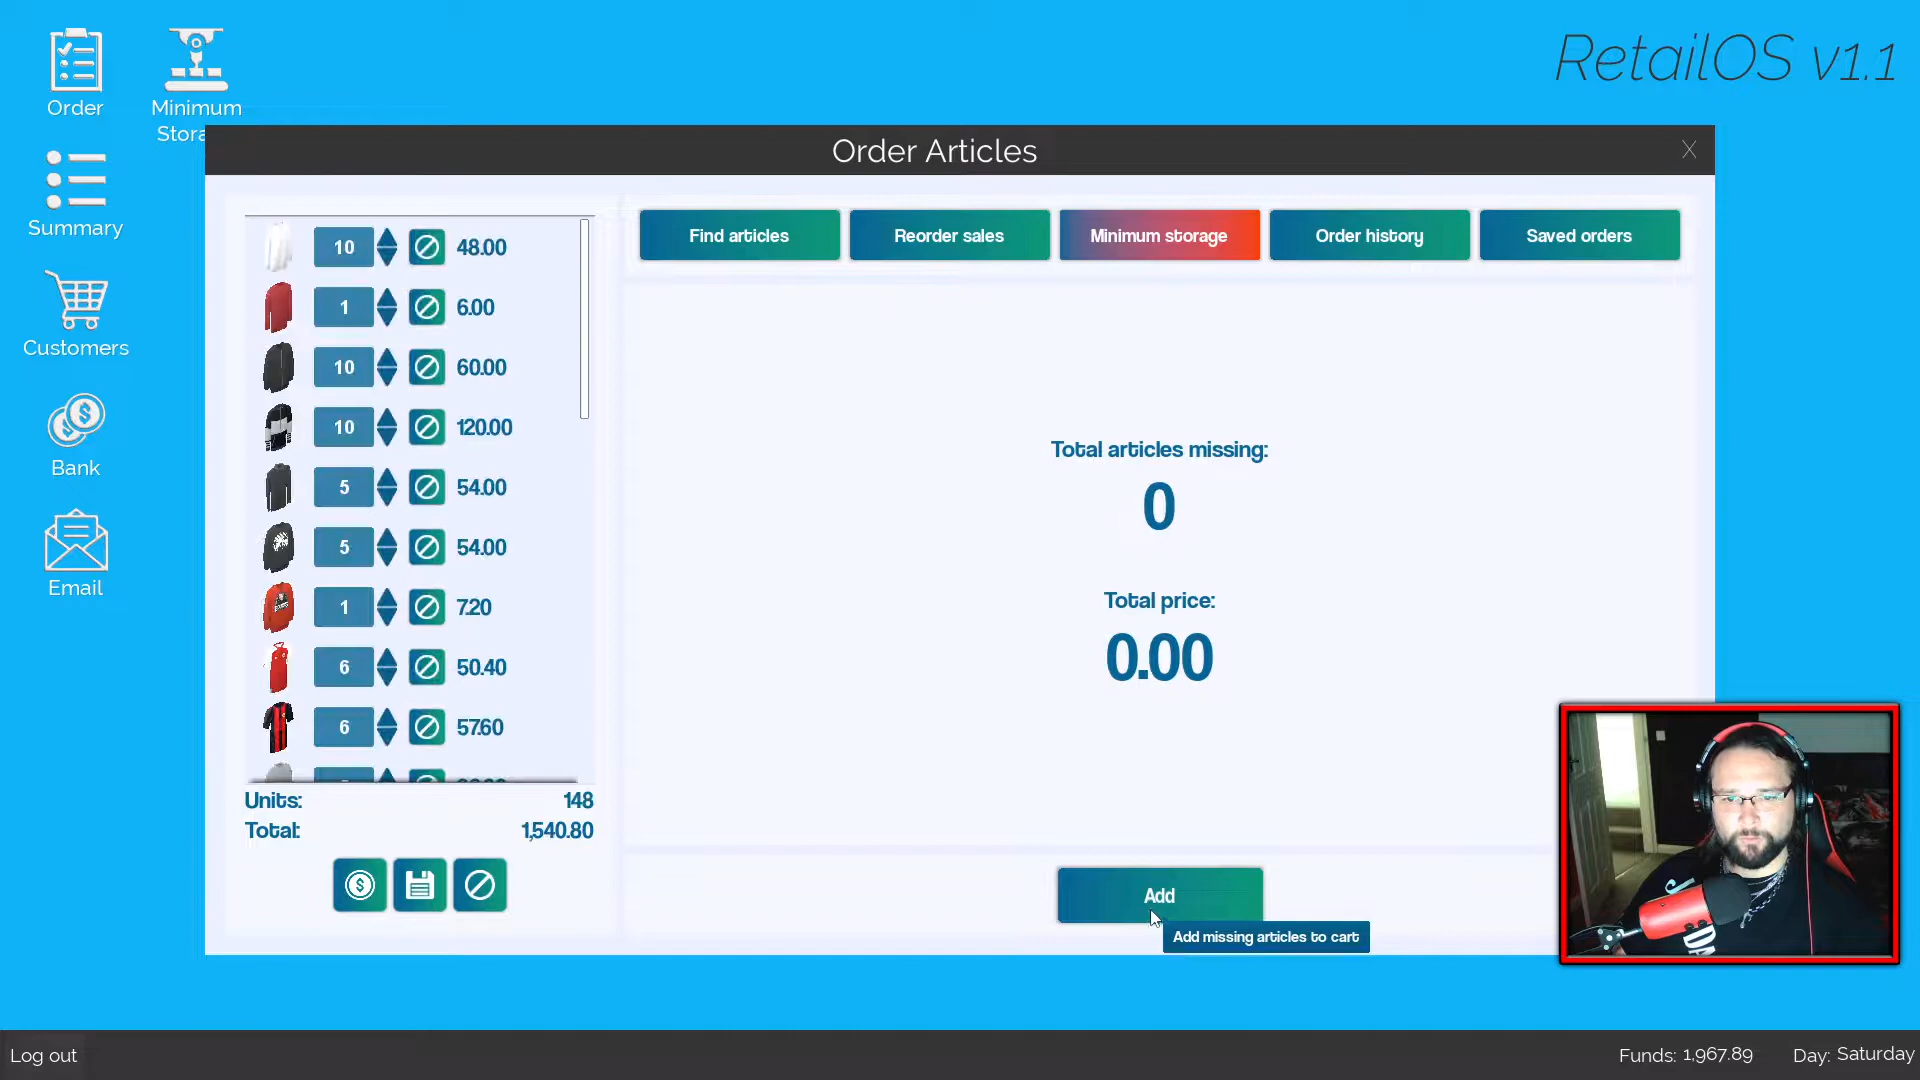 RetailOS v1.1
Order
Minimum
Stora
Summary
Customers
Bank
Email
Order Articles
X
Find articles
Reorder sales
Minimum storage
Order history
Saved orders
10 48.00
1 6.00
10 60.00
10 120.00
5 54.00
5 54.00
1 7.20
6 50.40
6 57.60
Units: 148
Total: 1,540.80
Total articles missing:
0
Total price:
0.00
Add
Add missing articles to cart
Log out
Funds: 1,967.89
Day: Saturday